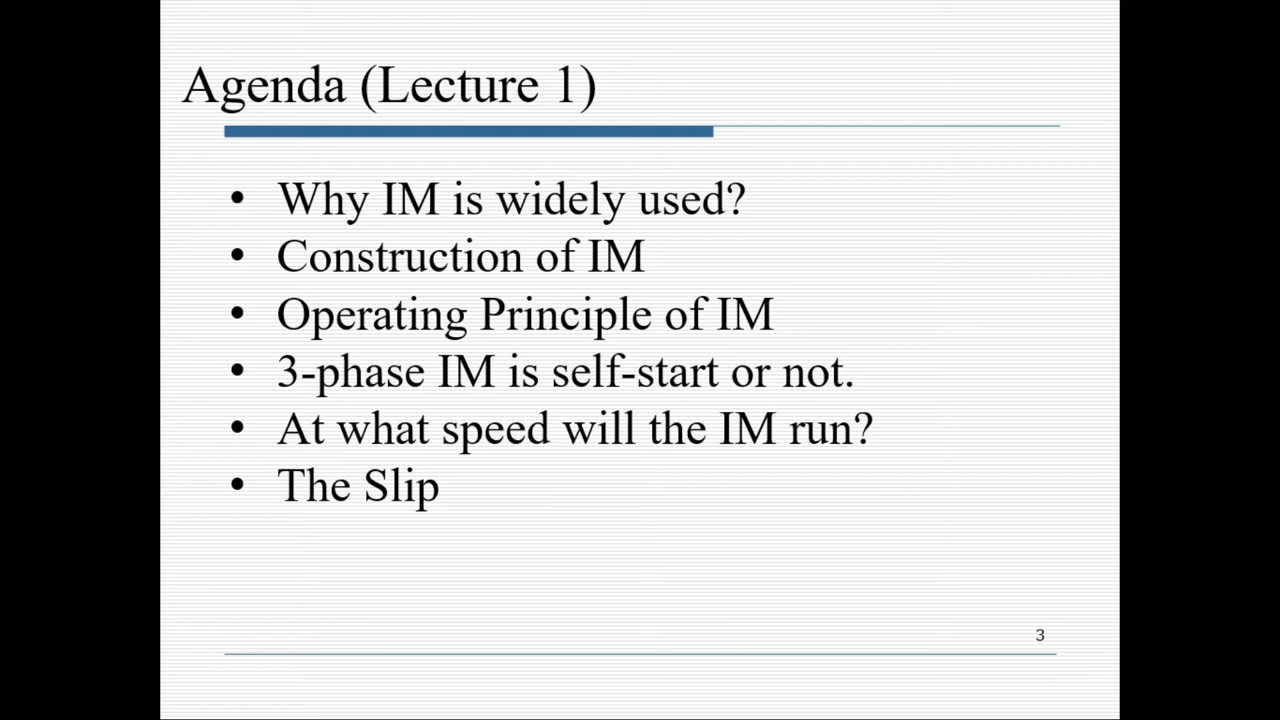 Agenda (Lecture 1)
• Why IM is widely used?
• Construction of IM
• Operating Principle of IM
• 3-phase IM is self-start or not.
• At what speed will the IM run?
• The Slip
3